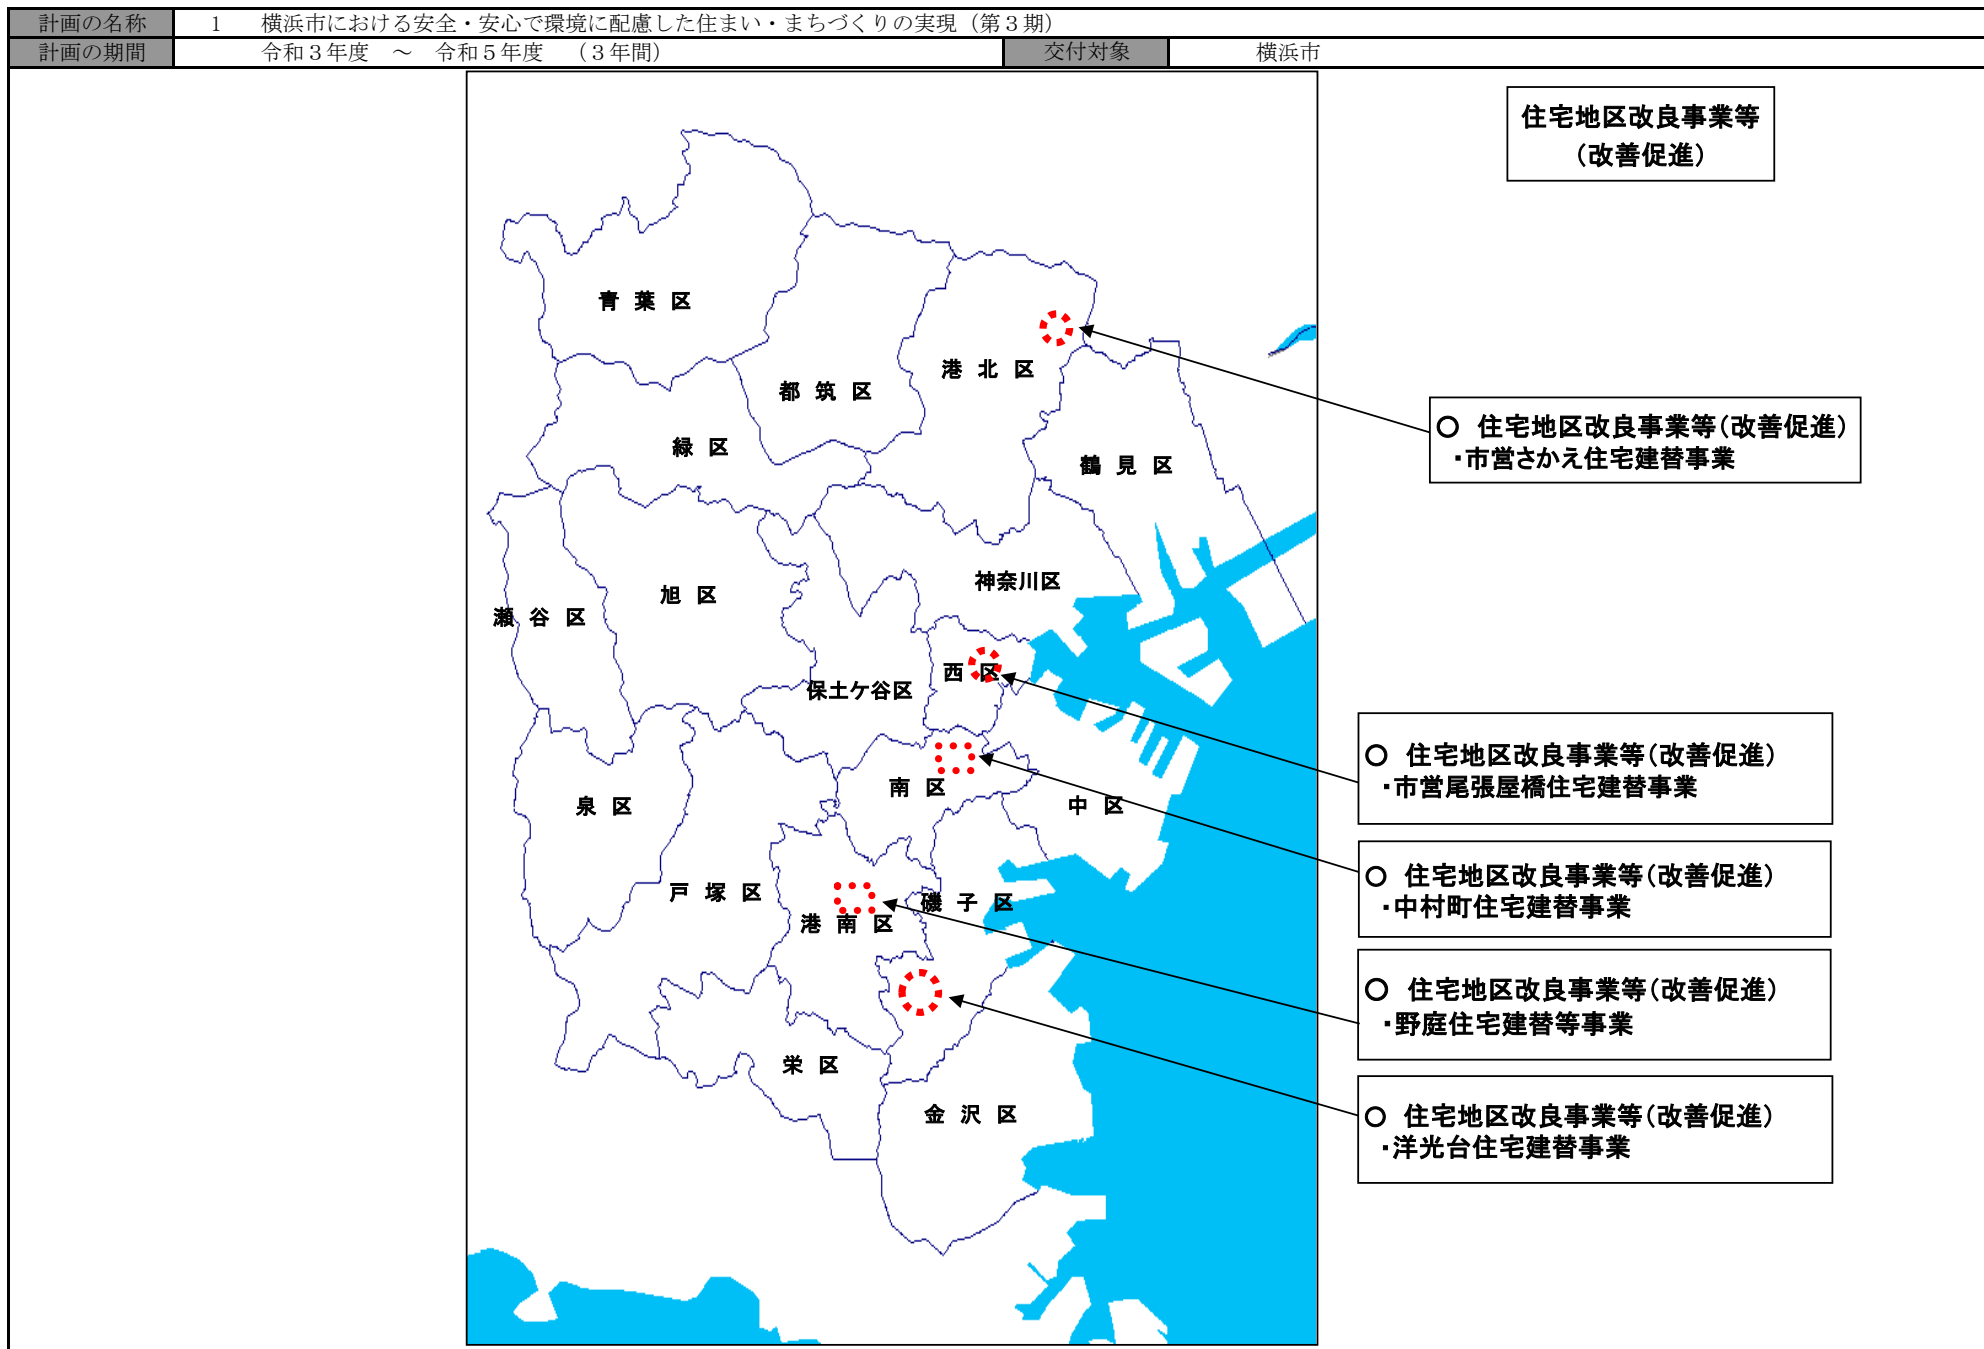 計画の名称 1 横浜市における安全・安心で環境に配慮した住まい・まちづくりの実現（第３期）
計画の期間 令和３年度 ～ 令和５年度 （３年間） 交付対象 横浜市
住宅地区改良事業等
（改善促進）
青葉区
港北区
都筑区
緑区
鶴見区
○ 住宅地区改良事業等（改善促進）
・市営さかえ住宅建替事業
神奈川区
旭区
瀬谷区
西区
保土ケ谷区
○ 住宅地区改良事業等（改善促進）
・市営尾張屋橋住宅建替事業
南区
泉区
中区
○ 住宅地区改良事業等（改善促進）
・中村町住宅建替事業
戸塚区
磯子区
港南区
○ 住宅地区改良事業等（改善促進）
・野庭住宅建替等事業
栄区
金沢区
○ 住宅地区改良事業等（改善促進）
・洋光台住宅建替事業